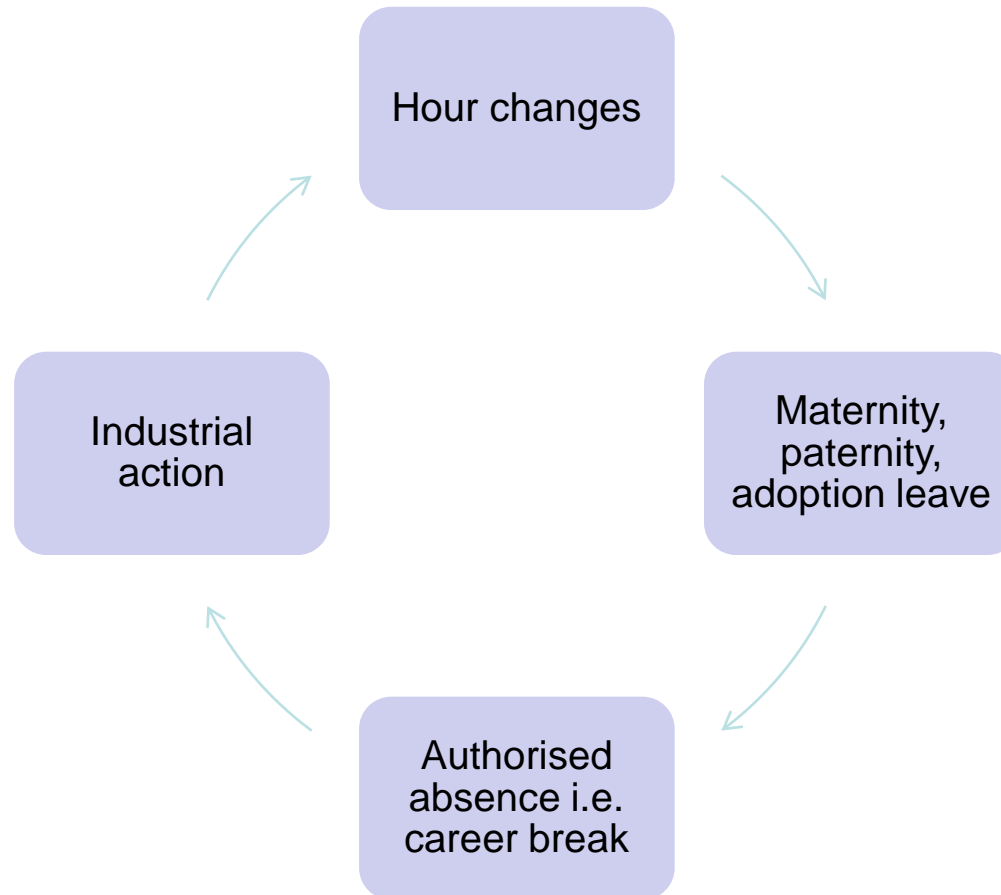 Hour changes
Maternity,
paternity,
adoption leave
Authorised
absence i.e.
career break
Industrial
action